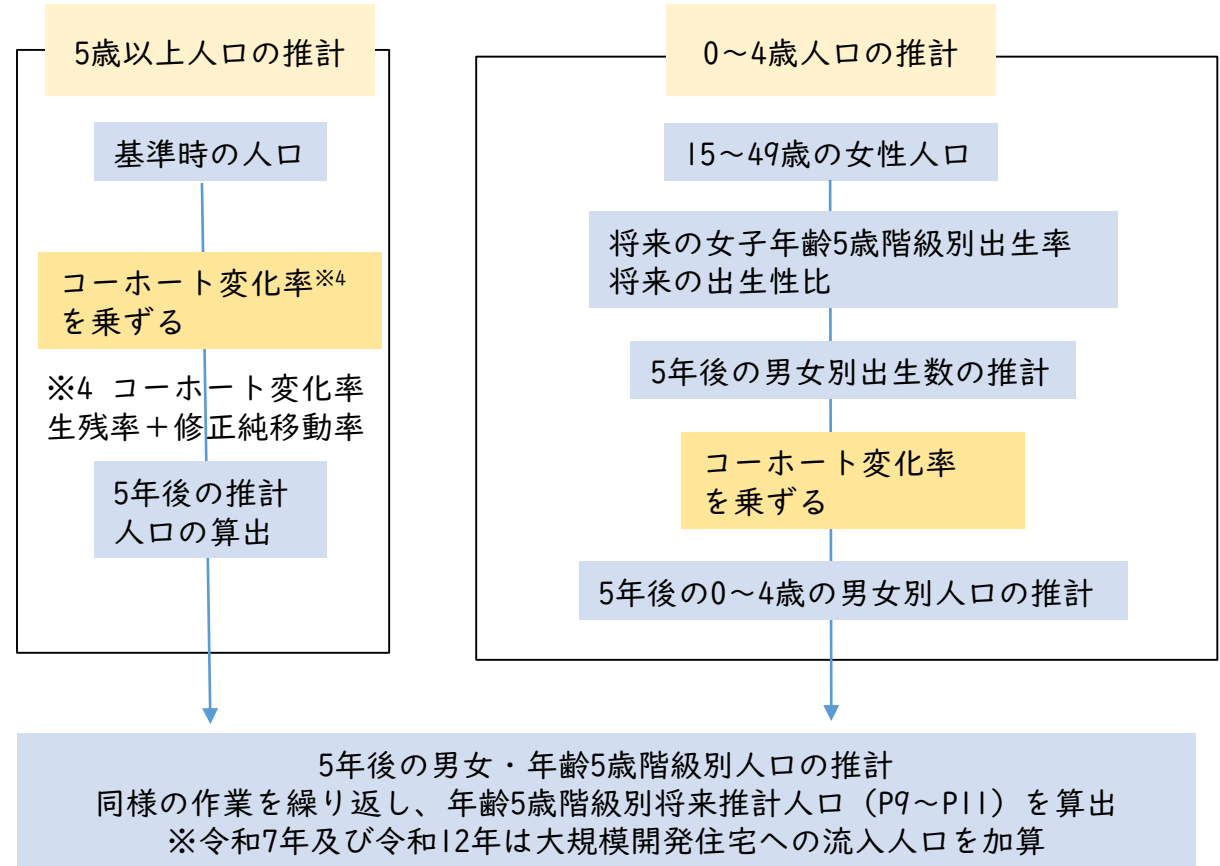 5歳以上人口の推計
基準時の人口
コーホート変化率※4
を乗ずる
※4 コーホート変化率
生残率＋修正純移動率
5年後の推計
人口の算出
0～4歳人口の推計
15～49歳の女性人口
将来の女子年齢5歳階級別出生率
将来の出生性比
5年後の男女別出生数の推計
コーホート変化率
を乗ずる
5年後の0～4歳の男女別人口の推計
5年後の男女・年齢5歳階級別人口の推計
同様の作業を繰り返し、年齢5歳階級別将来推計人口（P9～P11）を算出
※令和7年及び令和12年は大規模開発住宅への流入人口を加算